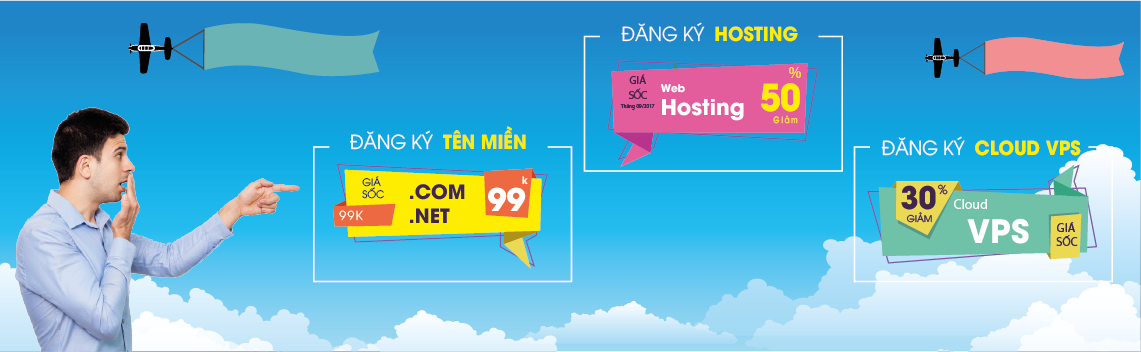 ĐĂNG KÝ TÊN MIỀN
GIÁ
SỐC
99K
.COM
.NET
99k
ĐĂNG KÝ HOSTING
GIÁ
SỐC
Tháng 09/2017
Web
Hosting
50%
Giảm
ĐĂNG KÝ CLOUD VPS
30%
GIẢM
Cloud
VPS
GIÁ
SỐC